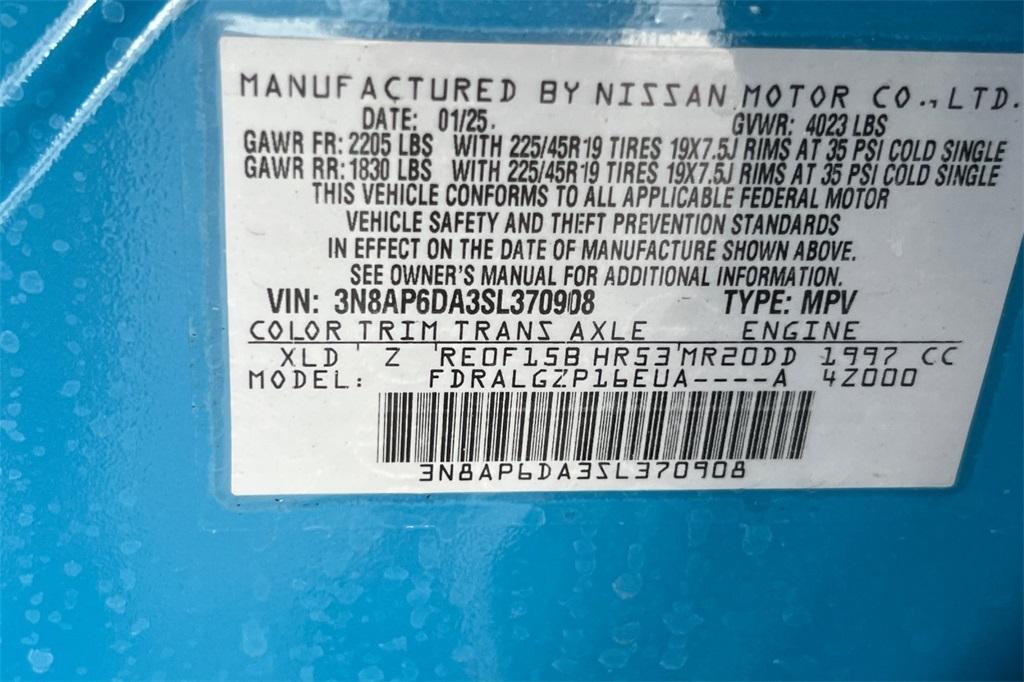 MANUFACTURED BY NISSAN MOTOR CO., LTD.
DATE: 01/25. GVWR: 4023 LBS
GAWR FR: 2205 LBS WITH 225/45R19 TIRES 19X7.5J RIMS AT 35 PSI COLD SINGLE
GAWR RR: 1830 LBS WITH 225/45R19 TIRES 19X7.5J RIMS AT 35 PSI COLD SINGLE
THIS VEHICLE CONFORMS TO ALL APPLICABLE FEDERAL MOTOR
VEHICLE SAFETY AND THEFT PREVENTION STANDARDS
IN EFFECT ON THE DATE OF MANUFACTURE SHOWN ABOVE.
SEE OWNER'S MANUAL FOR ADDITIONAL INFORMATION.
VIN: 3N8AP6DA3SL370908 TYPE: MPV
COLOR TRIM TRANS AXLE ENGINE
XLD Z RE0F15B HR53 MR20DD 1997 CC
MODEL: FDRALGZP16EUA----A 4Z000
3N8AP6DA3SL370908